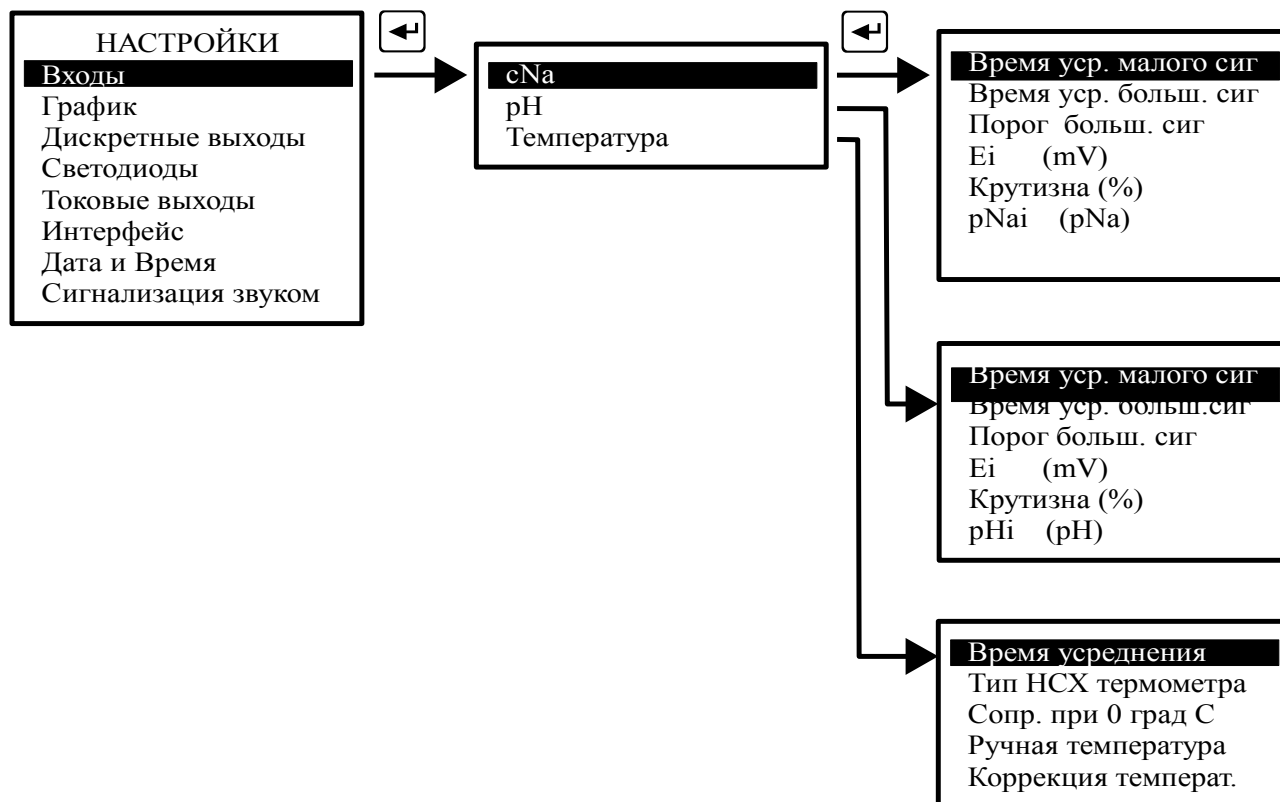 НАСТРОЙКИ
Входы
График
Дискретные выходы
Светодиоды
Токовые выходы
Интерфейс
Дата и Время
Сигнализация звуком
cNa
pH
Температура
Время уср. малого сиг
Время уср. больш. сиг
Порог больш. сиг
Ei (mV)
Крутизна (%)
pNai (pNa)
Время уср. малого сиг
Время уср. больш.сиг
Порог больш. сиг
Ei (mV)
Крутизна (%)
pHi (pH)
Время усреднения
Тип НСХ термометра
Сопр. при 0 град С
Ручная температура
Коррекция температ.